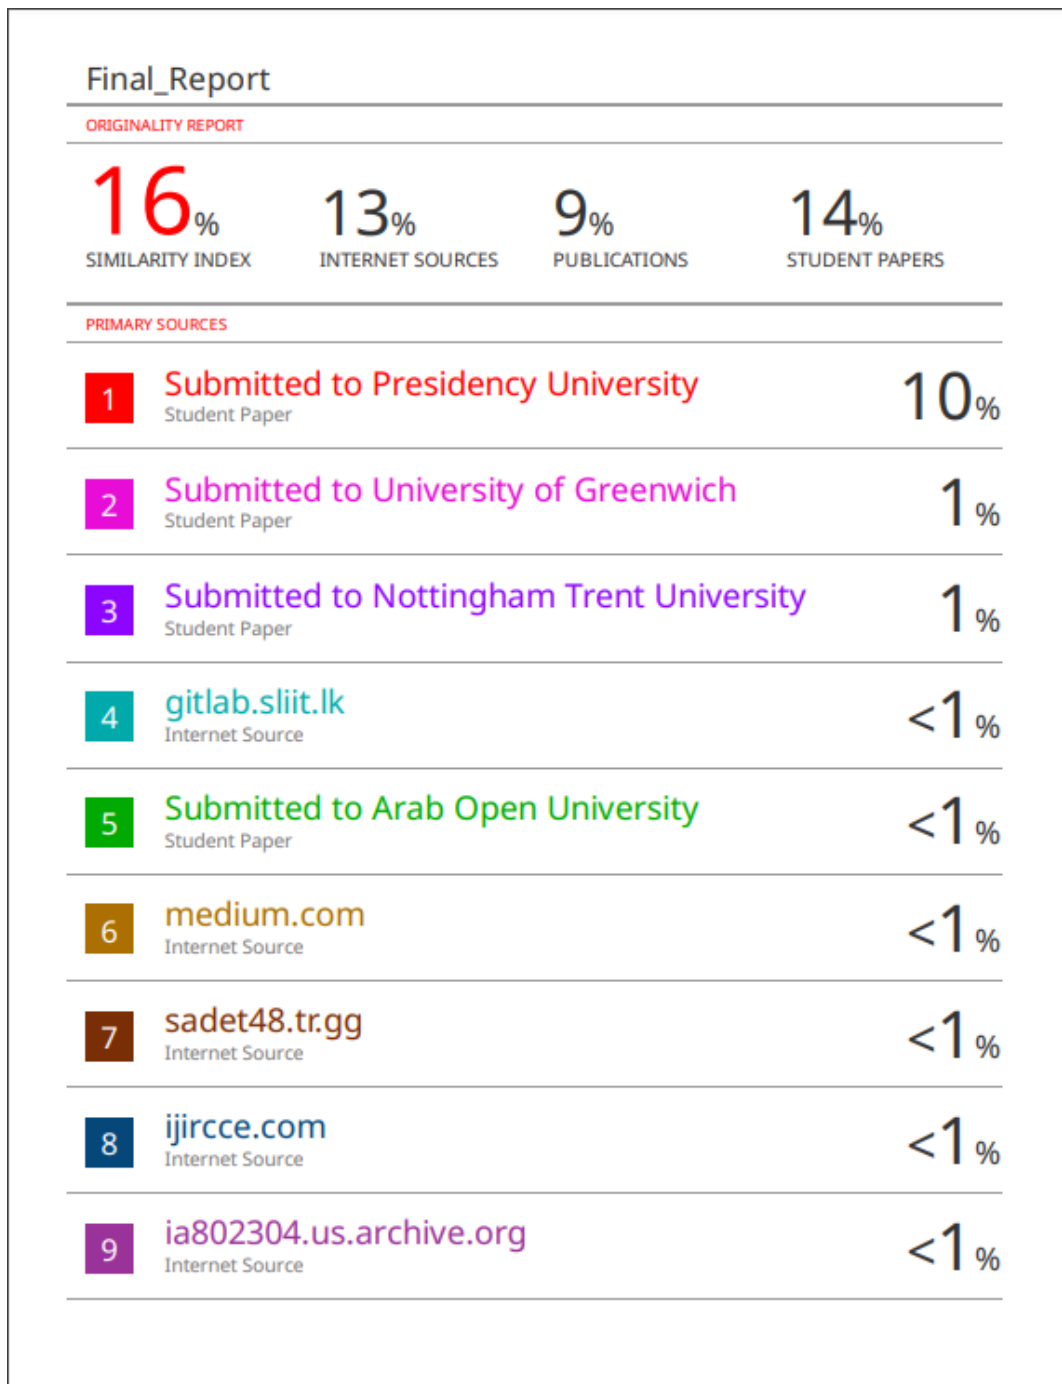 Final_Report
ORIGINALITY REPORT
16% 13% 9% 14%
SIMILARITY INDEX INTERNET SOURCES PUBLICATIONS STUDENT PAPERS
PRIMARY SOURCES
1 Submitted to Presidency University 10%
Student Paper
2 Submitted to University of Greenwich 1%
Student Paper
3 Submitted to Nottingham Trent University 1%
Student Paper
4 gitlab.sliit.lk <1%
Internet Source
5 Submitted to Arab Open University <1%
Student Paper
6 medium.com <1%
Internet Source
7 sadet48.tr.gg <1%
Internet Source
8 ijircce.com <1%
Internet Source
9 ia802304.us.archive.org <1%
Internet Source